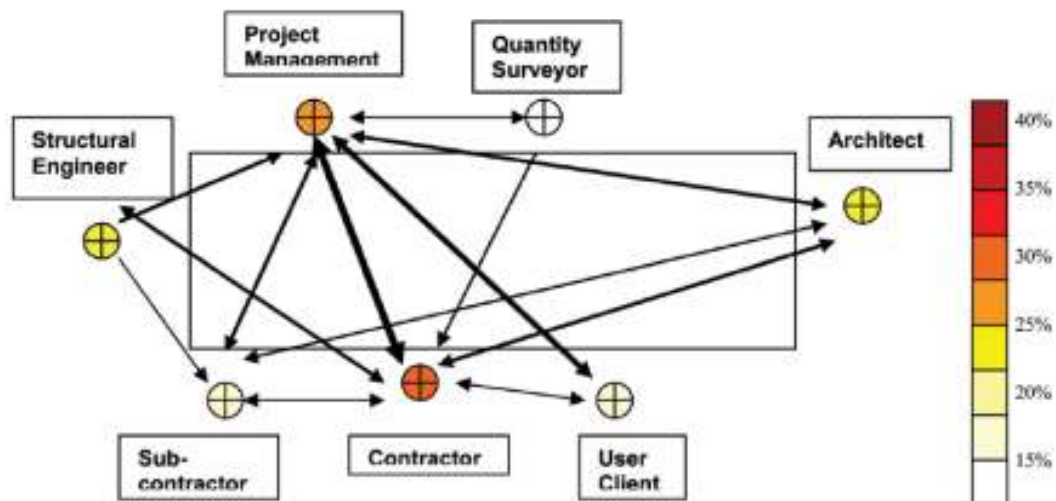 Project
Management
Quantity
Surveyor
Structural
Engineer
Architect
40%
35%
30%
25%
20%
15%
Sub-
contractor
Contractor
User
Client